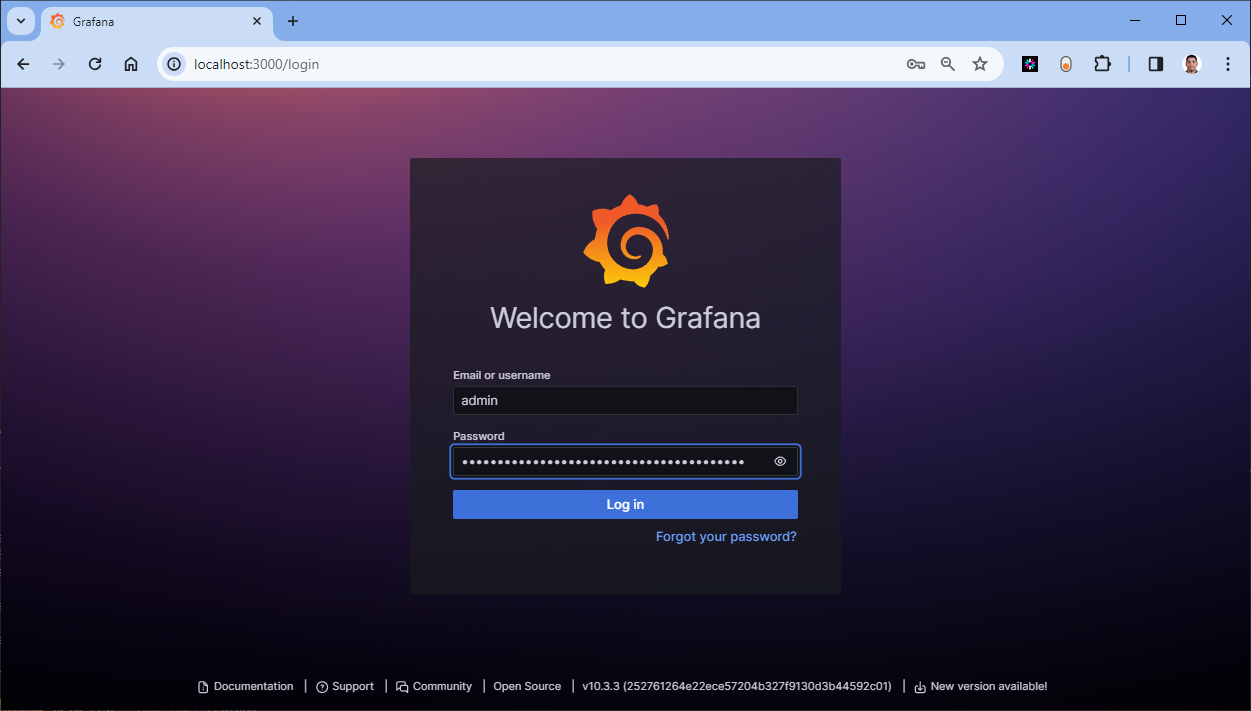 Grafana
localhost:3000/login
Welcome to Grafana
Email or username
admin
Password
••••••••••••••••••••••••••••••••••••••••
Log in
Forgot your password?
Documentation | Support | Community | Open Source | v10.3.3 (252761264e22ece57204b327f9130d3b44592c01) | New version available!